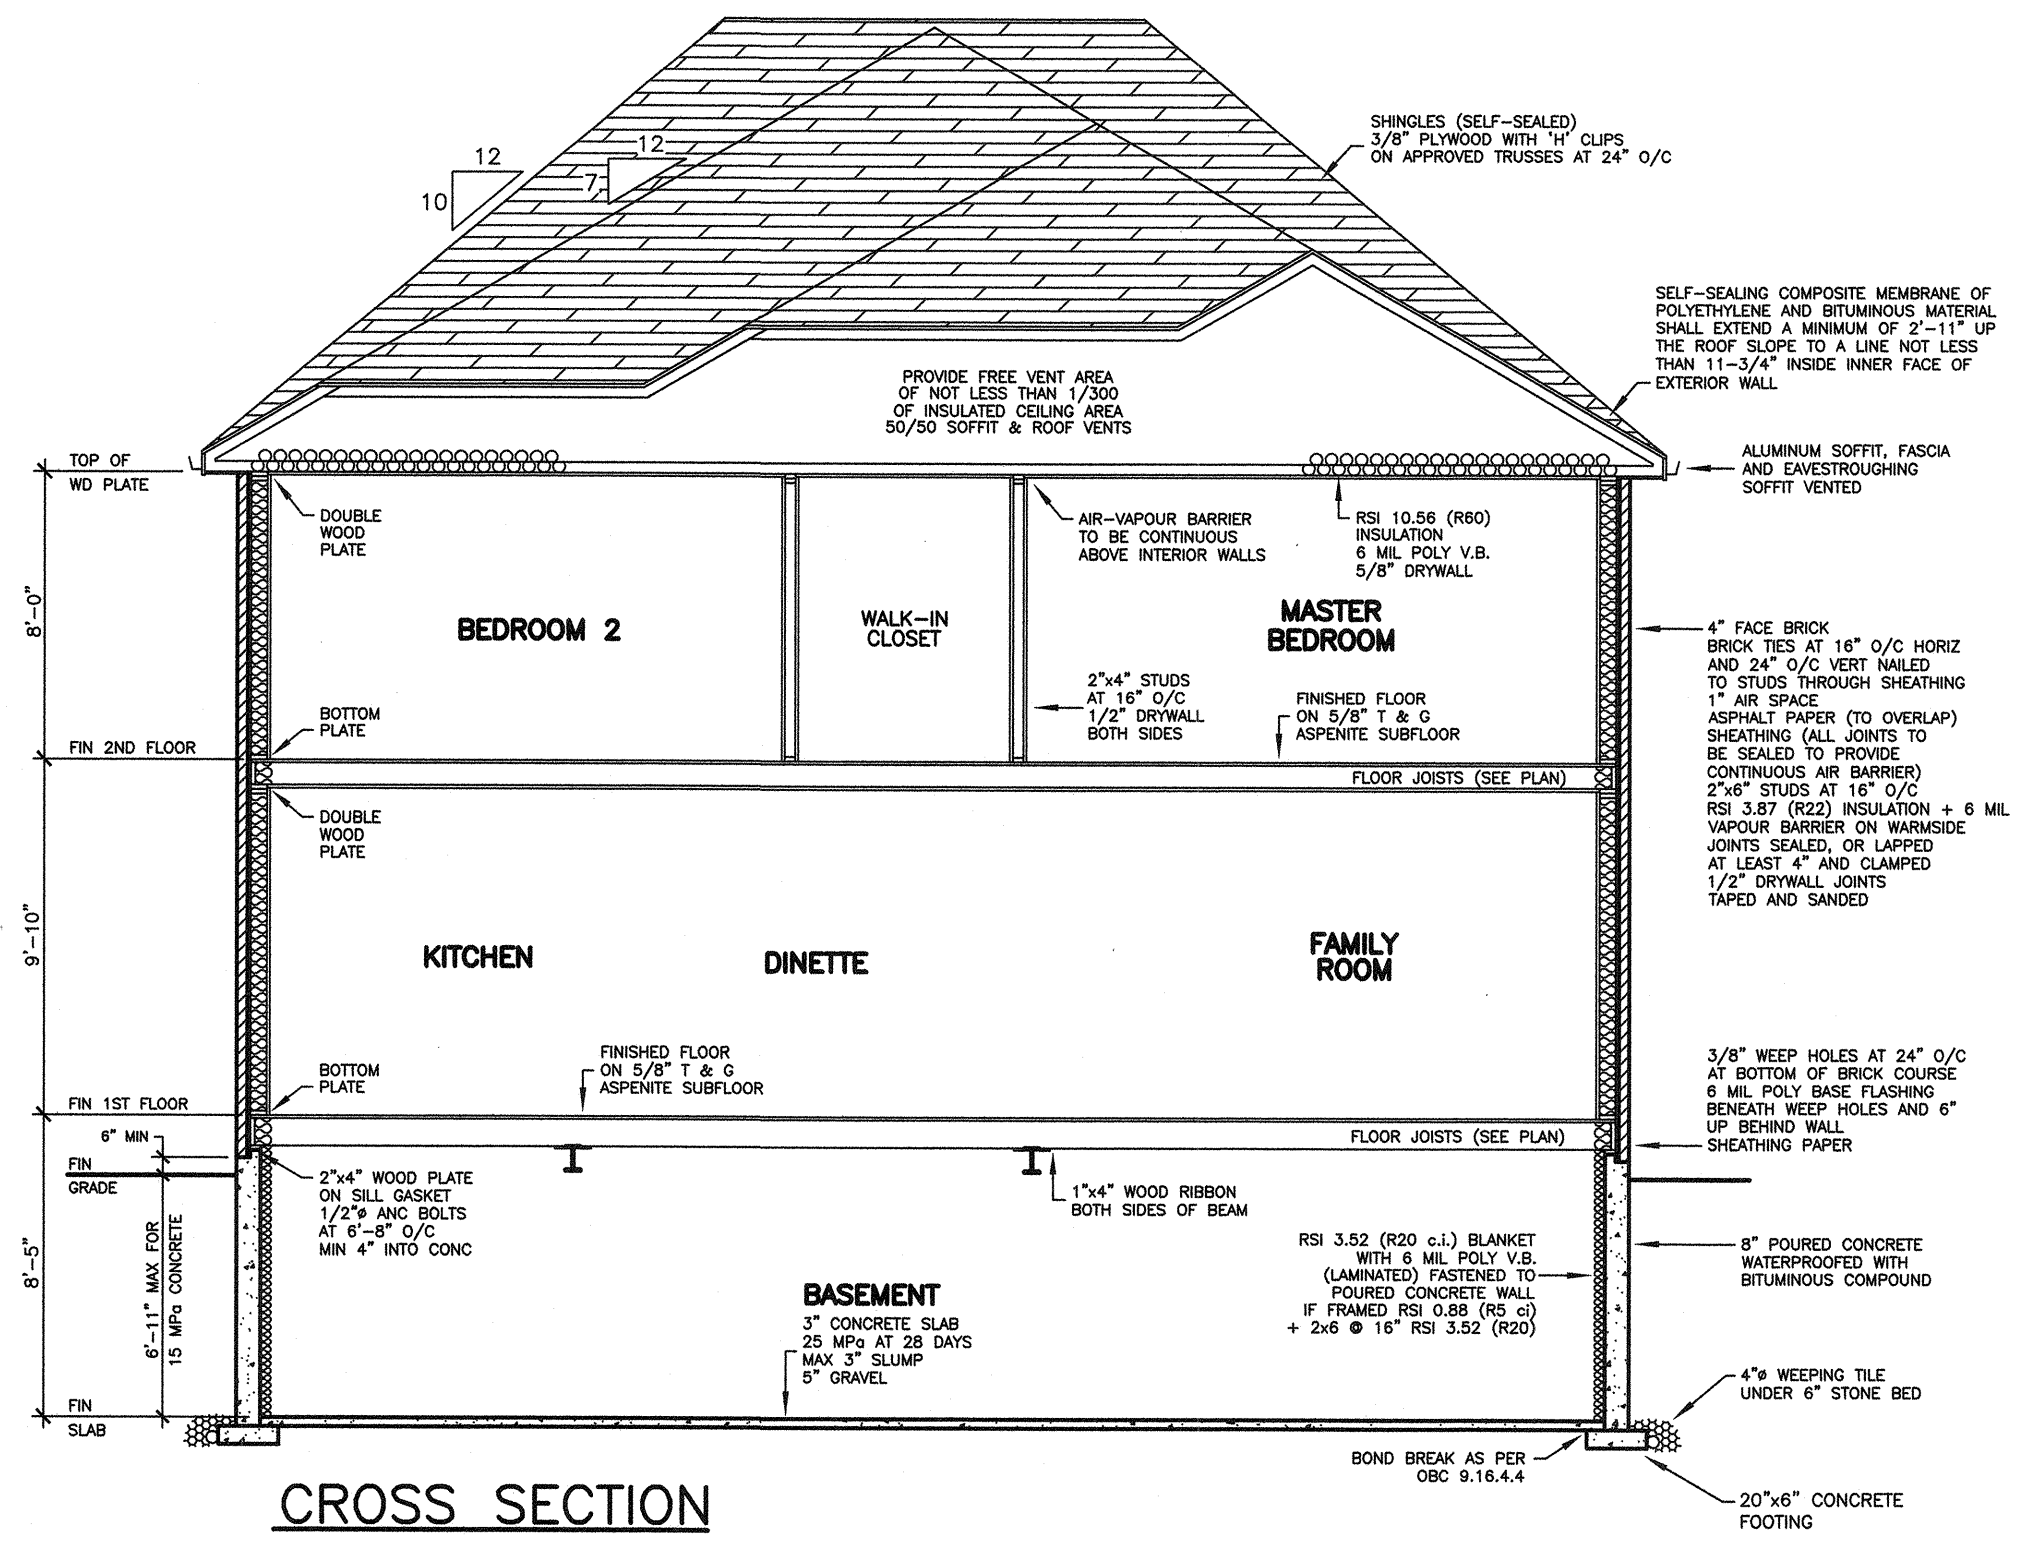 12
10
12
7
SHINGLES (SELF-SEALED)
3/8" PLYWOOD WITH 'H' CLIPS
ON APPROVED TRUSSES AT 24" O/C
SELF-SEALING COMPOSITE MEMBRANE OF
POLYETHYLENE AND BITUMINOUS MATERIAL
SHALL EXTEND A MINIMUM OF 2'-11" UP
THE ROOF SLOPE TO A LINE NOT LESS
THAN 11-3/4" INSIDE INNER FACE OF
EXTERIOR WALL
PROVIDE FREE VENT AREA
OF NOT LESS THAN 1/300
OF INSULATED CEILING AREA
50/50 SOFFIT & ROOF VENTS
TOP OF
WD PLATE
ALUMINUM SOFFIT, FASCIA
AND EAVESTROUGHING
SOFFIT VENTED
DOUBLE
WOOD
PLATE
AIR-VAPOUR BARRIER
TO BE CONTINUOUS
ABOVE INTERIOR WALLS
RSI 10.56 (R60)
INSULATION
6 MIL POLY V.B.
5/8" DRYWALL
8'-0"
BEDROOM 2
WALK-IN
CLOSET
MASTER
BEDROOM
4" FACE BRICK
BRICK TIES AT 16" O/C HORIZ
AND 24" O/C VERT NAILED
TO STUDS THROUGH SHEATHING
1" AIR SPACE
ASPHALT PAPER (TO OVERLAP)
SHEATHING (ALL JOINTS TO
BE SEALED TO PROVIDE
CONTINUOUS AIR BARRIER)
2"x6" STUDS AT 16" O/C
RSI 3.87 (R22) INSULATION + 6 MIL
VAPOUR BARRIER ON WARMSIDE
JOINTS SEALED, OR LAPPED
AT LEAST 4" AND CLAMPED
1/2" DRYWALL JOINTS
TAPED AND SANDED
BOTTOM
PLATE
2"x4" STUDS
AT 16" O/C
1/2" DRYWALL
BOTH SIDES
FINISHED FLOOR
ON 5/8" T & G
ASPENITE SUBFLOOR
FIN 2ND FLOOR
FLOOR JOISTS (SEE PLAN)
DOUBLE
WOOD
PLATE
9'-10"
KITCHEN
DINETTE
FAMILY
ROOM
BOTTOM
PLATE
FINISHED FLOOR
ON 5/8" T & G
ASPENITE SUBFLOOR
3/8" WEEP HOLES AT 24" O/C
AT BOTTOM OF BRICK COURSE
6 MIL POLY BASE FLASHING
BENEATH WEEP HOLES AND 6"
UP BEHIND WALL
SHEATHING PAPER
FIN 1ST FLOOR
6" MIN
FLOOR JOISTS (SEE PLAN)
FIN
GRADE
2"x4" WOOD PLATE
ON SILL GASKET
1/2"ø ANC BOLTS
AT 6'-8" O/C
MIN 4" INTO CONC
1"x4" WOOD RIBBON
BOTH SIDES OF BEAM
8'-5"
6'-11" MAX FOR
15 MPa CONCRETE
RSI 3.52 (R20 c.i.) BLANKET
WITH 6 MIL POLY V.B.
(LAMINATED) FASTENED TO
POURED CONCRETE WALL
IF FRAMED RSI 0.88 (R5 ci)
+ 2x6 @ 16" RSI 3.52 (R20)
8" POURED CONCRETE
WATERPROOFED WITH
BITUMINOUS COMPOUND
BASEMENT
3" CONCRETE SLAB
25 MPa AT 28 DAYS
MAX 3" SLUMP
5" GRAVEL
4"ø WEEPING TILE
UNDER 6" STONE BED
FIN
SLAB
BOND BREAK AS PER
OBC 9.16.4.4
20"x6" CONCRETE
FOOTING
CROSS SECTION